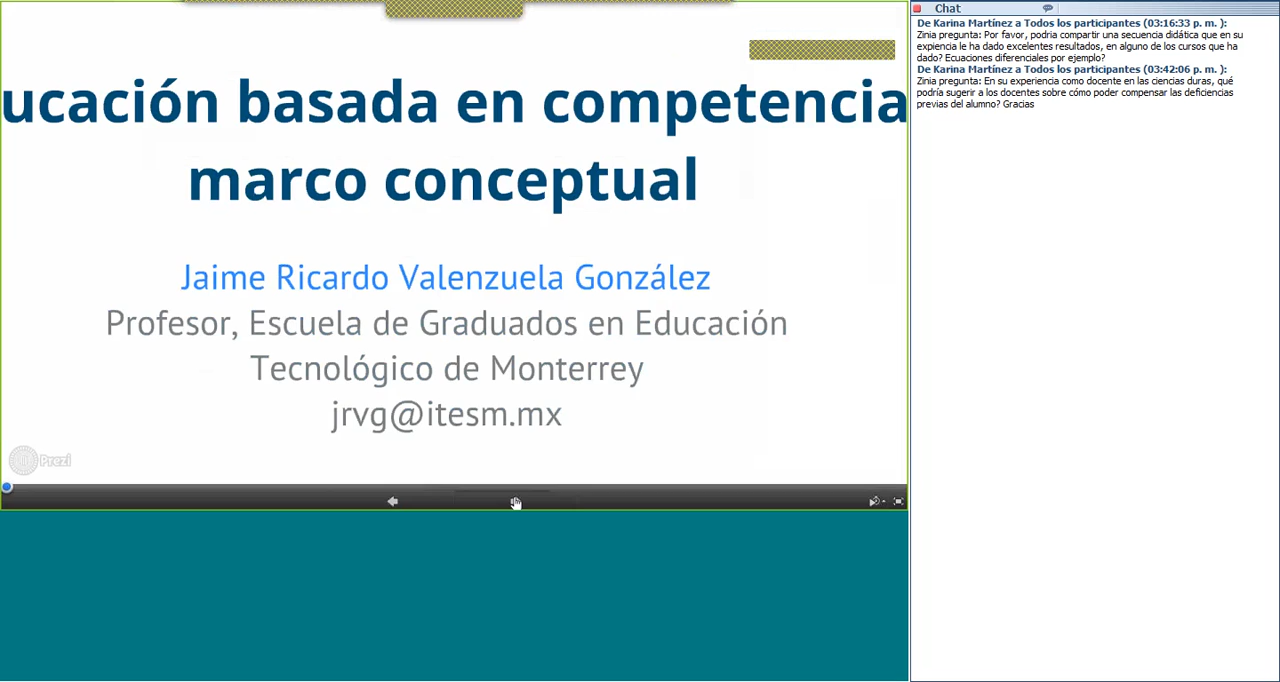 ucación basada en competencia
marco conceptual
Jaime Ricardo Valenzuela González
Profesor, Escuela de Graduados en Educación
Tecnológico de Monterrey
jrvg@itesm.mx
Prezi
Chat
De Karina Martínez a Todos los participantes (03:16:33 p. m. ):
Zinia pregunta: Por favor, podria compartir una secuencia didática que en su
expiencia le ha dado excelentes resultados, en alguno de los cursos que ha
dado? Ecuaciones diferenciales por ejemplo?
De Karina Martínez a Todos los participantes (03:42:06 p. m. ):
Zinia pregunta: En su experiencia como docente en las ciencias duras, qué
podría sugerir a los docentes sobre cómo poder compensar las deficiencias
previas del alumno? Gracias